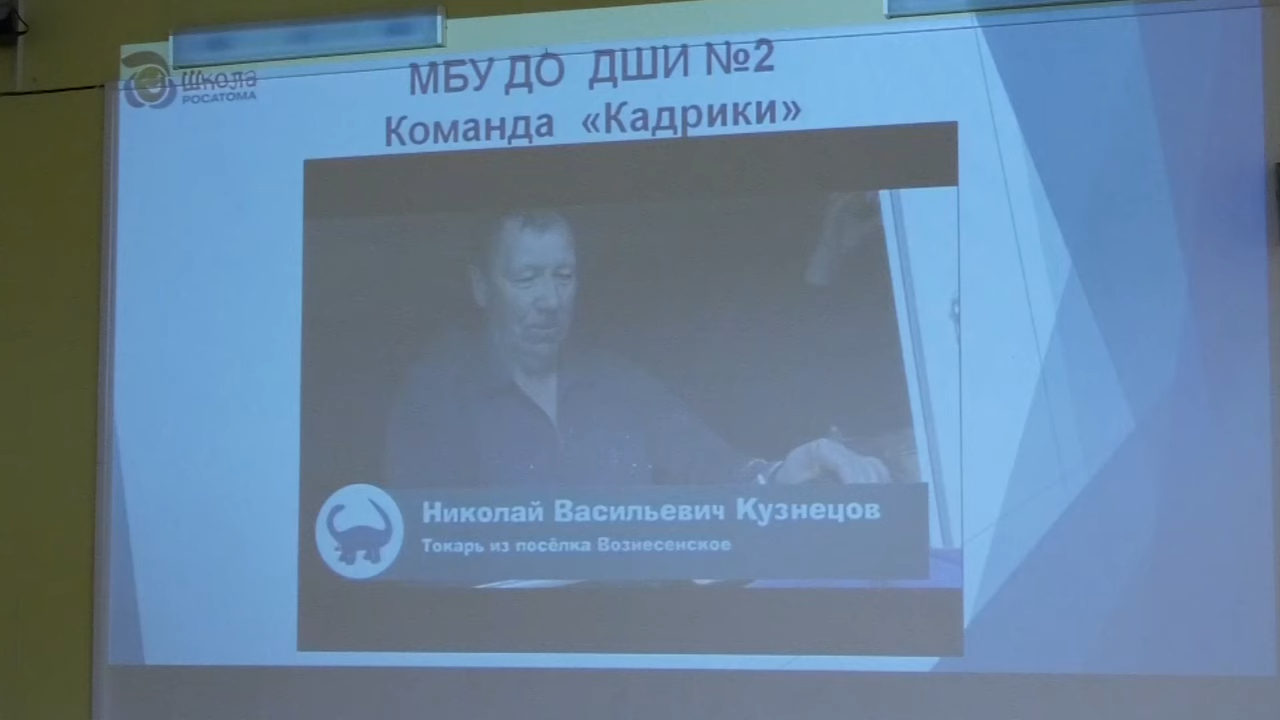 школа
РОСАТОМА
МБУ ДО ДШИ №2
Команда «Кадрики»
Николай Васильевич Кузнецов
Токарь из посёлка Вознесенское